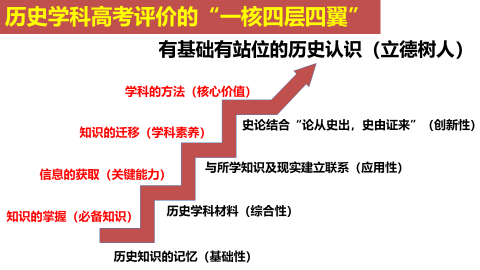 历史学科高考评价的“一核四层四翼”
有基础有站位的历史认识（立德树人）
学科的方法（核心价值）
史论结合“论从史出，史由证来”（创新性）
知识的迁移（学科素养）
与所学知识及现实建立联系（应用性）
信息的获取（关键能力）
历史学科材料（综合性）
知识的掌握（必备知识）
历史知识的记忆（基础性）